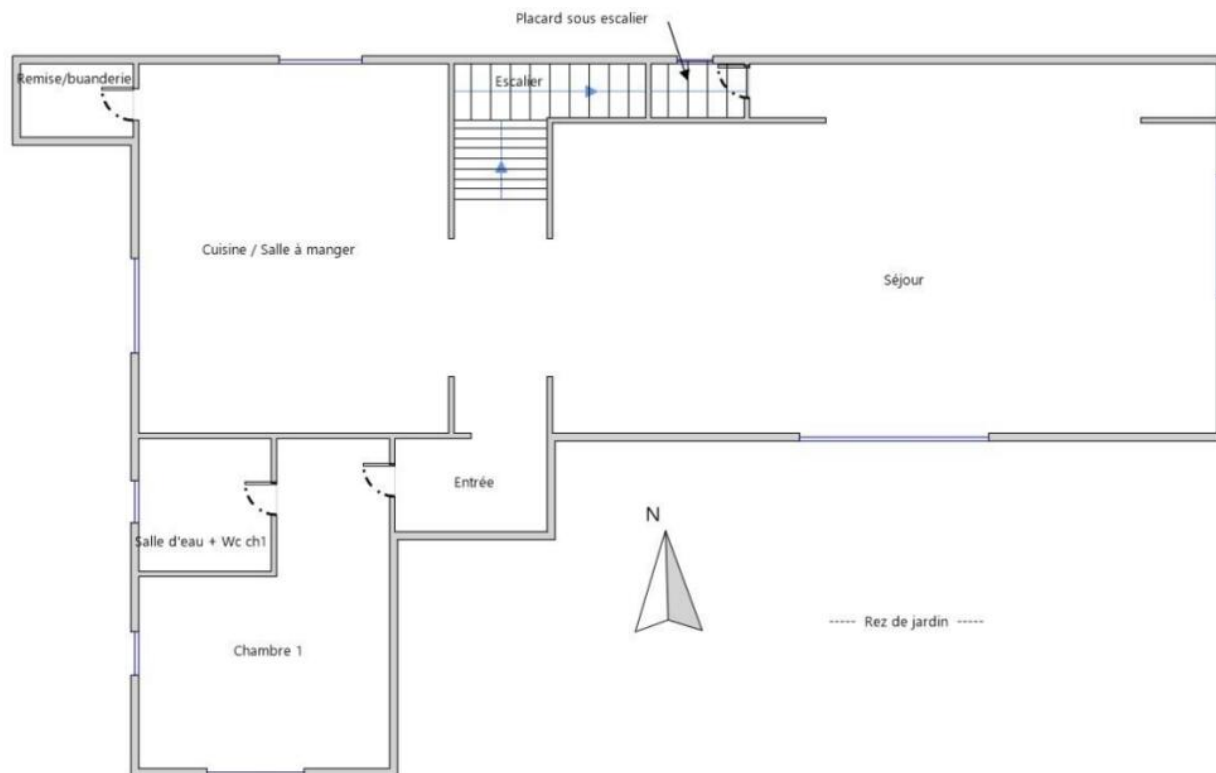 Placard sous escalier
Remise/buanderie
Escalier
Cuisine / Salle à manger
Séjour
Entrée
Salle d'eau + Wc ch1
N
----- Rez de jardin -----
Chambre 1